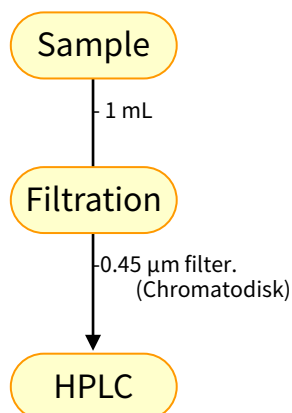 Sample
- 1 mL
Filtration
-0.45 µm filter.
(Chromatodisk)
HPLC